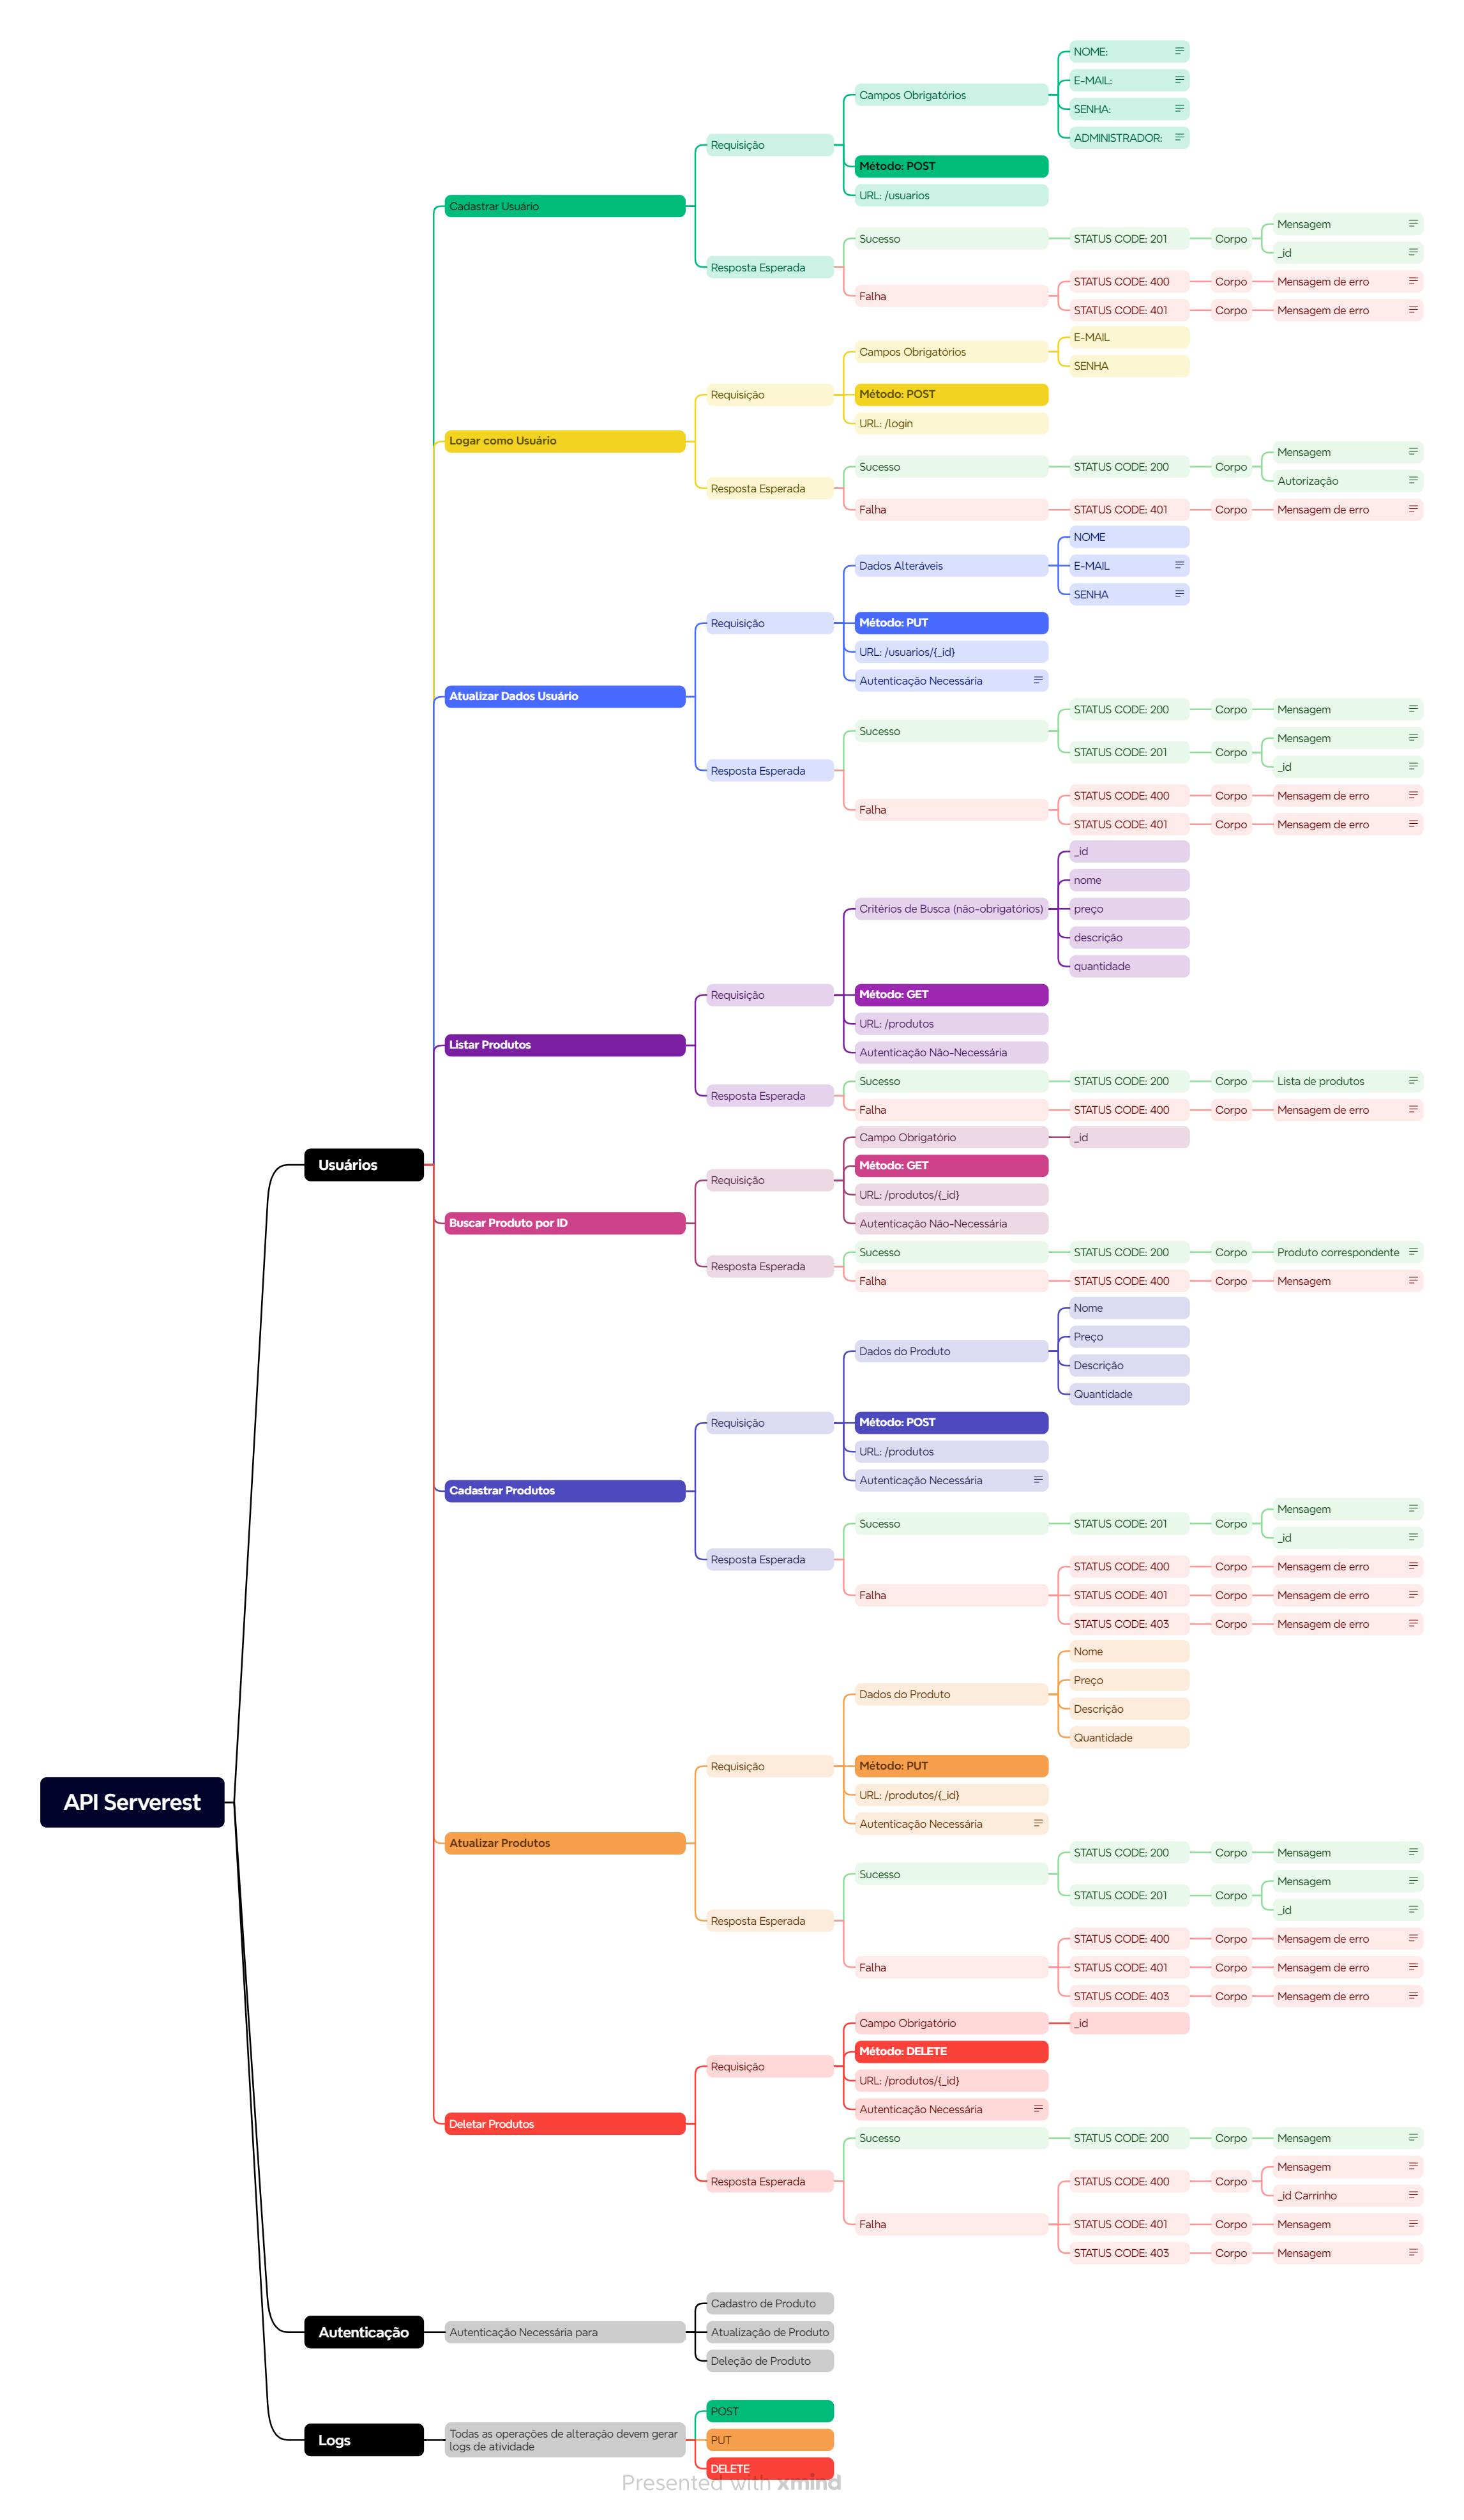 NOME:
E-MAIL:
Campos Obrigatórios
SENHA:
ADMINISTRADOR:
Requisição
Método: POST
URL: /usuarios
Cadastrar Usuário
Mensagem
Sucesso
STATUS CODE: 201
Corpo
_id
Resposta Esperada
STATUS CODE: 400
Corpo
Mensagem de erro
Falha
STATUS CODE: 401
Corpo
Mensagem de erro
E-MAIL
Campos Obrigatórios
SENHA
Requisição
Método: POST
URL: /login
Logar como Usuário
Mensagem
Sucesso
STATUS CODE: 200
Corpo
Autorização
Resposta Esperada
Falha
STATUS CODE: 401
Corpo
Mensagem de erro
NOME
Dados Alteráveis
E-MAIL
SENHA
Requisição
Método: PUT
URL: /usuarios/{_id}
Autenticação Necessária
Atualizar Dados Usuário
STATUS CODE: 200
Corpo
Mensagem
Sucesso
Mensagem
STATUS CODE: 201
Corpo
_id
Resposta Esperada
STATUS CODE: 400
Corpo
Mensagem de erro
Falha
STATUS CODE: 401
Corpo
Mensagem de erro
_id
nome
Critérios de Busca (não-obrigatórios)
preço
descrição
quantidade
Requisição
Método: GET
URL: /produtos
Autenticação Não-Necessária
Listar Produtos
Sucesso
STATUS CODE: 200
Corpo
Lista de produtos
Resposta Esperada
Falha
STATUS CODE: 400
Corpo
Mensagem de erro
Campo Obrigatório
_id
Usuários
Requisição
Método: GET
URL: /produtos/{_id}
Autenticação Não-Necessária
Buscar Produto por ID
Sucesso
STATUS CODE: 200
Corpo
Produto correspondente
Resposta Esperada
Falha
STATUS CODE: 400
Corpo
Mensagem
Nome
Preço
Dados do Produto
Descrição
Quantidade
Requisição
Método: POST
URL: /produtos
Autenticação Necessária
Cadastrar Produtos
Mensagem
Sucesso
STATUS CODE: 201
Corpo
_id
Resposta Esperada
STATUS CODE: 400
Corpo
Mensagem de erro
Falha
STATUS CODE: 401
Corpo
Mensagem de erro
STATUS CODE: 403
Corpo
Mensagem de erro
Nome
Preço
Dados do Produto
Descrição
Quantidade
Requisição
Método: PUT
URL: /produtos/{_id}
Autenticação Necessária
API Serverest
Atualizar Produtos
STATUS CODE: 200
Corpo
Mensagem
Sucesso
Mensagem
STATUS CODE: 201
Corpo
_id
Resposta Esperada
STATUS CODE: 400
Corpo
Mensagem de erro
Falha
STATUS CODE: 401
Corpo
Mensagem de erro
STATUS CODE: 403
Corpo
Mensagem de erro
Campo Obrigatório
_id
Requisição
Método: DELETE
URL: /produtos/{_id}
Autenticação Necessária
Deletar Produtos
Sucesso
STATUS CODE: 200
Corpo
Mensagem
Resposta Esperada
Mensagem
STATUS CODE: 400
Corpo
_id Carrinho
Falha
STATUS CODE: 401
Corpo
Mensagem
STATUS CODE: 403
Corpo
Mensagem
Cadastro de Produto
Autenticação
Autenticação Necessária para
Atualização de Produto
Deleção de Produto
POST
Logs
Todas as operações de alteração devem gerar
logs de atividade
PUT
DELETE
Presented with xmind